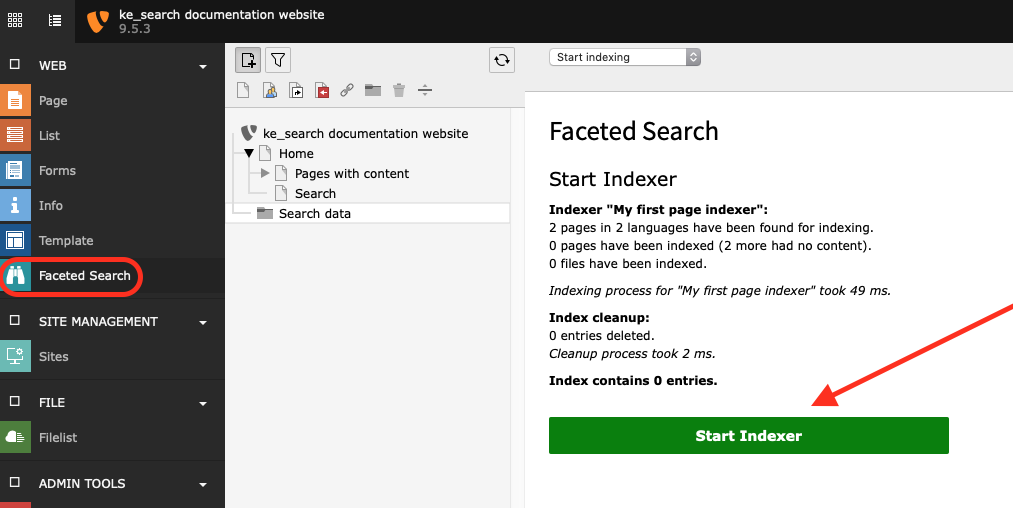 ke_search documentation website
9.5.3
WEB
Page
List
Forms
Info
Template
Faceted Search
SITE MANAGEMENT
Sites
FILE
Filelist
ADMIN TOOLS
ke_search documentation website
Home
Pages with content
Search
Search data
Start indexing
Faceted Search
Start Indexer
Indexer "My first page indexer":
2 pages in 2 languages have been found for indexing.
0 pages have been indexed (2 more had no content).
0 files have been indexed.
Indexing process for "My first page indexer" took 49 ms.
Index cleanup:
0 entries deleted.
Cleanup process took 2 ms.
Index contains 0 entries.
Start Indexer